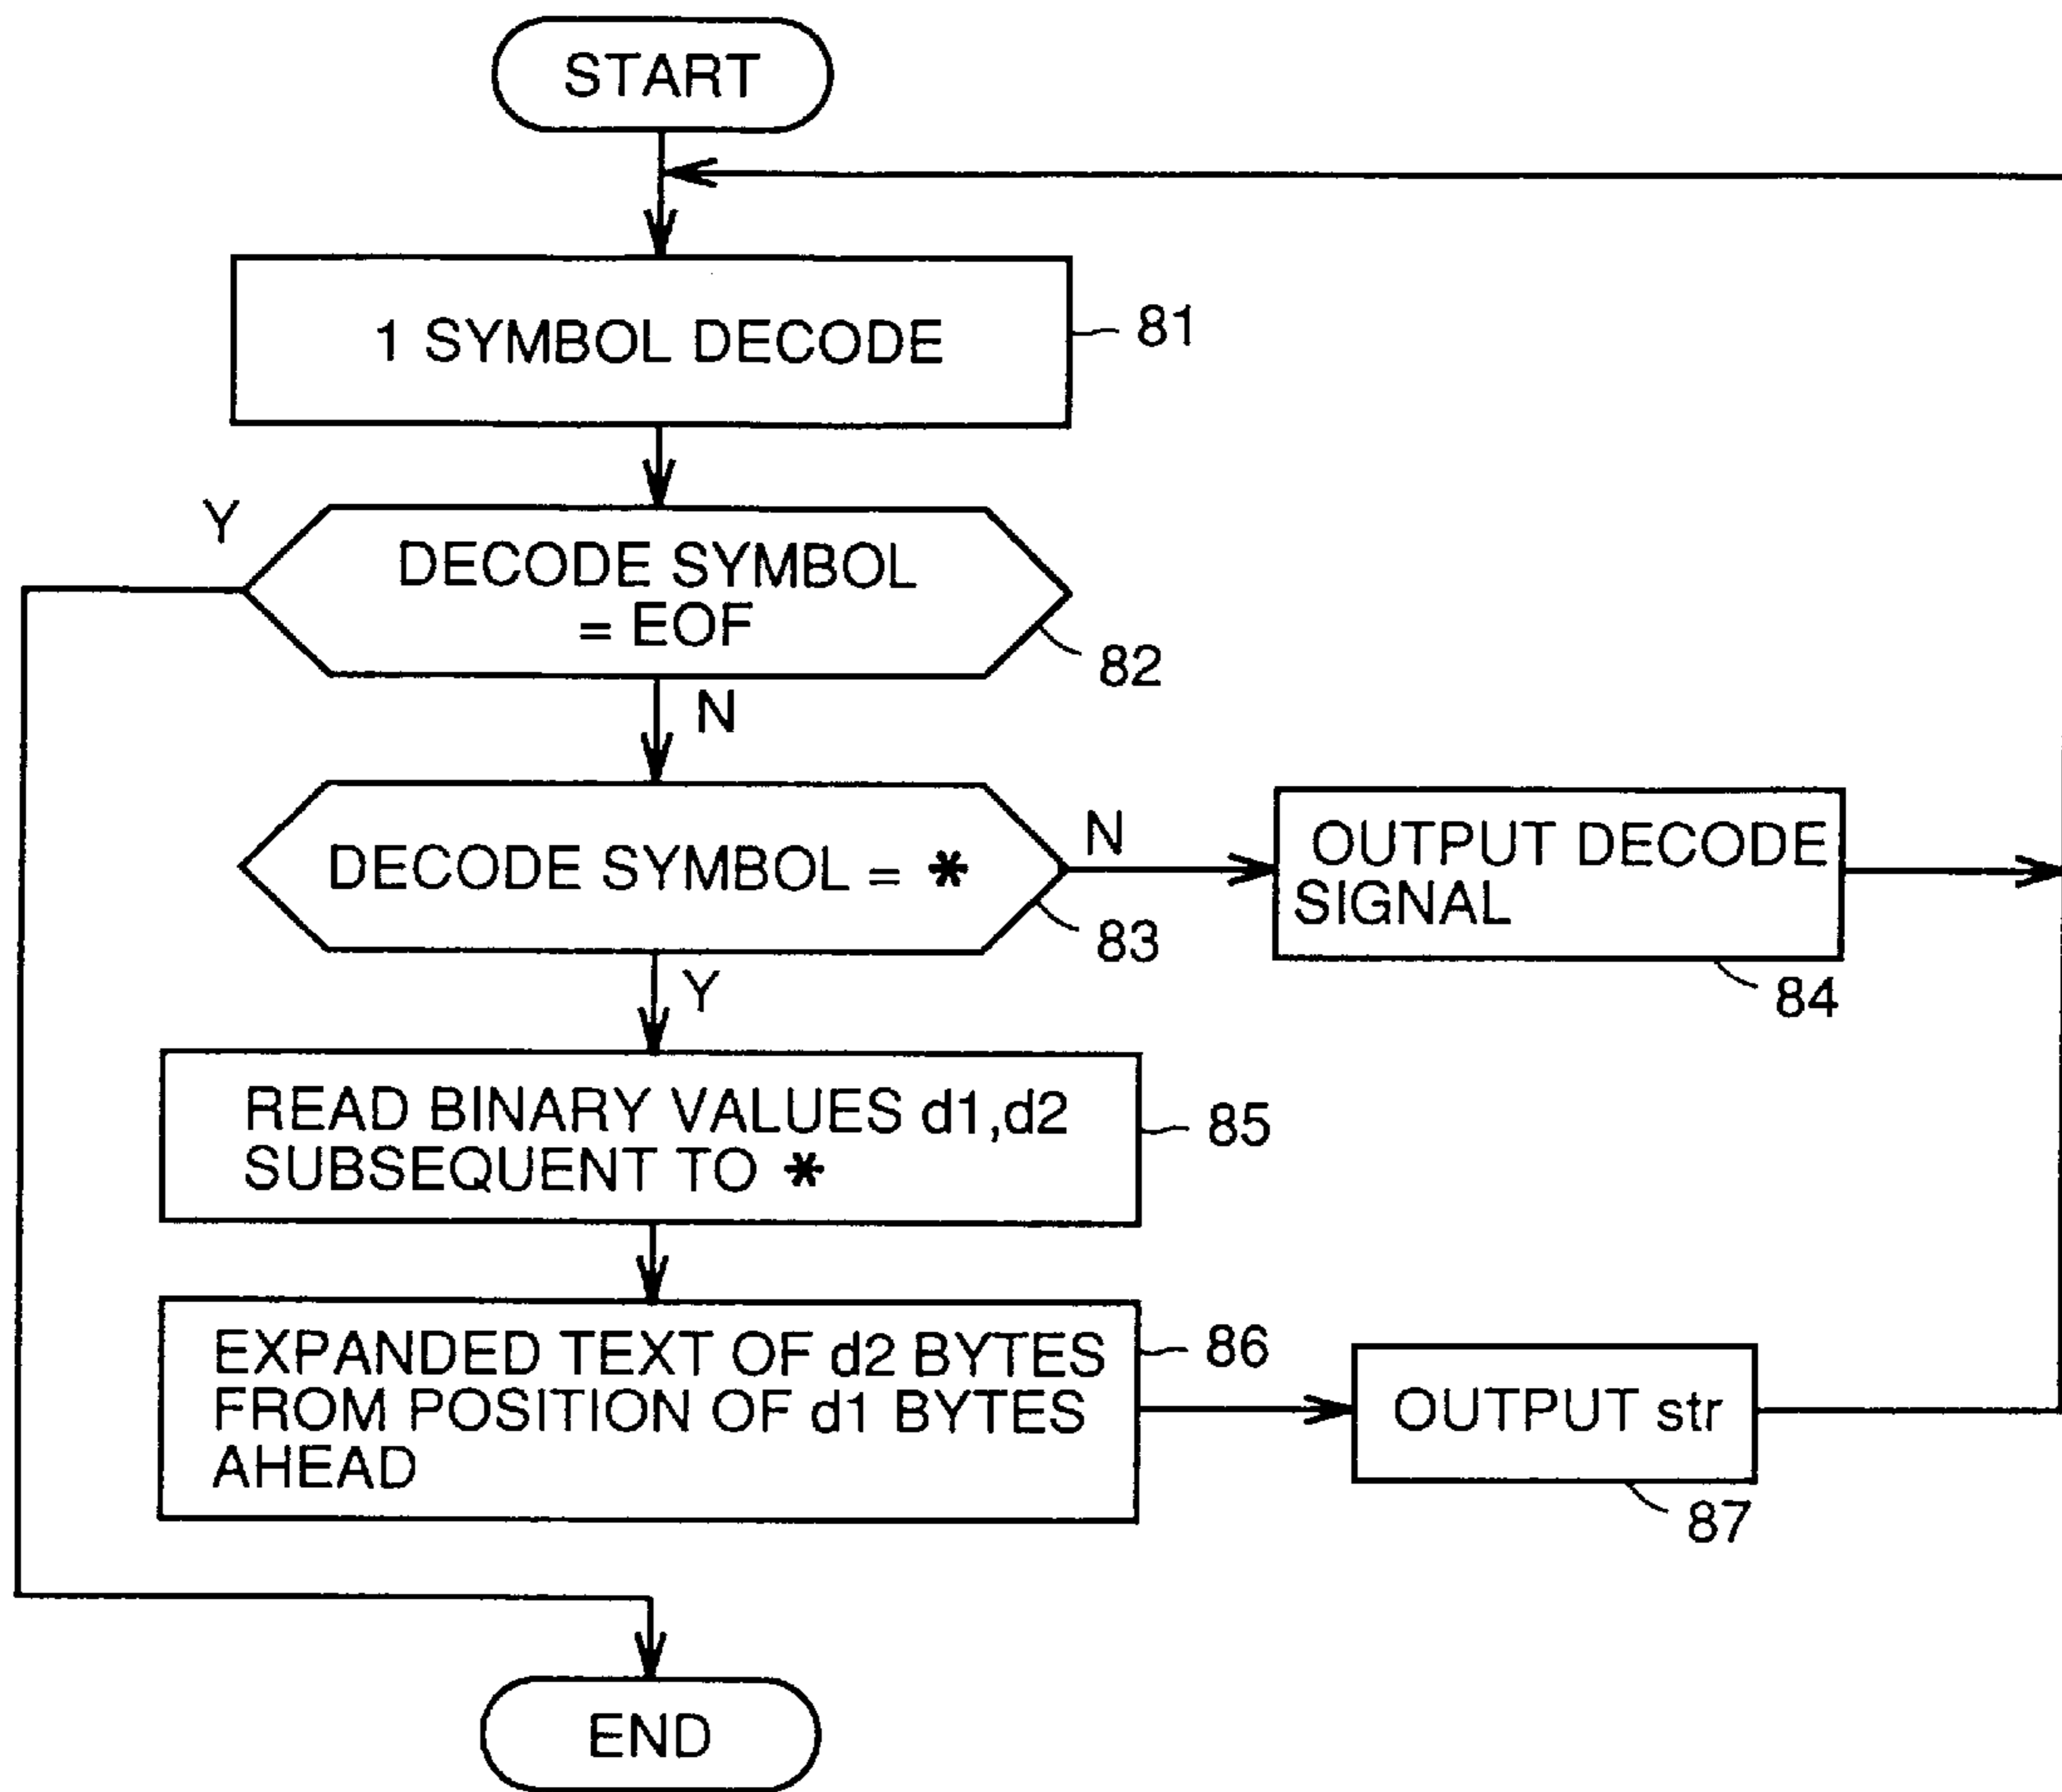 START
1 SYMBOL DECODE
81
Y
DECODE SYMBOL
= EOF
82
N
DECODE SYMBOL = *
83
N
OUTPUT DECODE
SIGNAL
84
Y
READ BINARY VALUES d1,d2
SUBSEQUENT TO *
85
EXPANDED TEXT OF d2 BYTES
FROM POSITION OF d1 BYTES
AHEAD
86
OUTPUT str
87
END